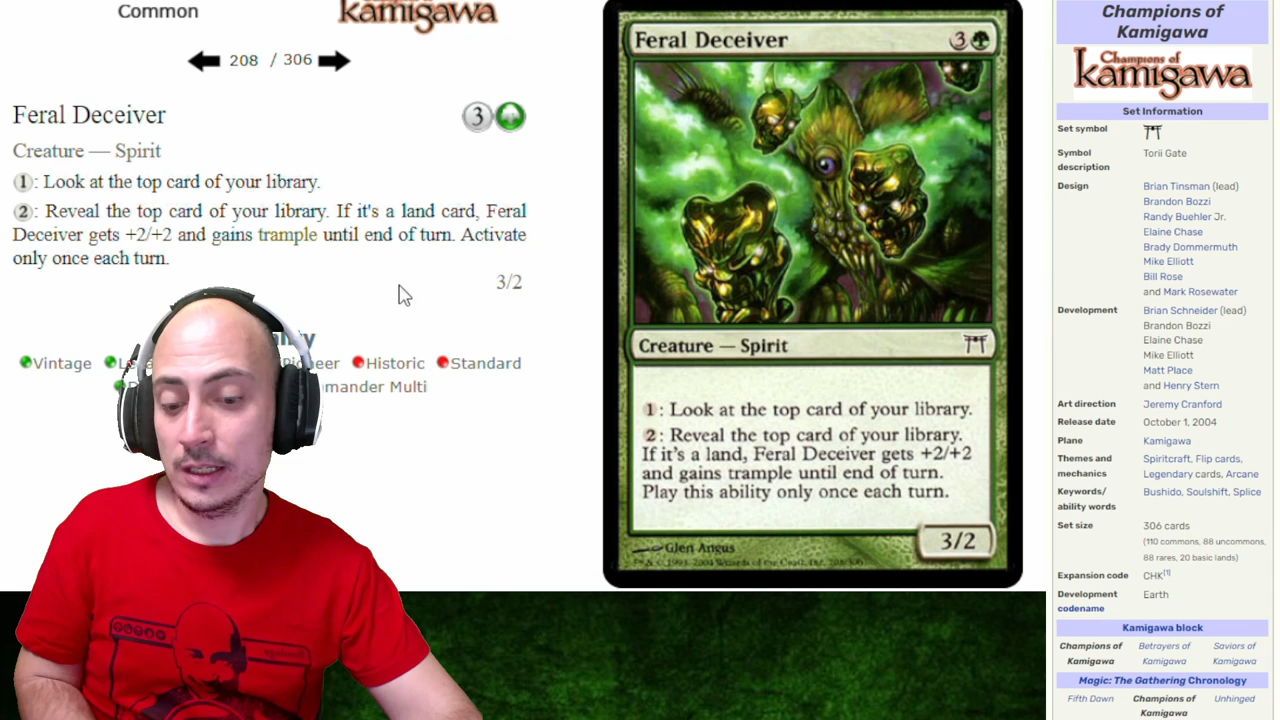 Common
Champions of
kamigawa
208 / 306
Feral Deceiver
3
Creature — Spirit
1: Look at the top card of your library.
2: Reveal the top card of your library. If it's a land card, Feral
Deceiver gets +2/+2 and gains trample until end of turn. Activate
only once each turn.
3/2
Vintage
Historic
Standard
Multi
Feral Deceiver
3
Creature — Spirit
1: Look at the top card of your library.
2: Reveal the top card of your library.
If it's a land, Feral Deceiver gets +2/+2
and gains trample until end of turn.
Play this ability only once each turn.
3/2
Glen Angus
Champions of
Kamigawa
Champions of
kamigawa
Set Information
Set symbol
Symbol description Torii Gate
Design Brian Tinsman (lead)
Brandon Bozzi
Randy Buehler Jr.
Elaine Chase
Brady Dommermuth
Mike Elliott
Bill Rose
and Mark Rosewater
Development Brian Schneider (lead)
Brandon Bozzi
Elaine Chase
Mike Elliott
Matt Place
and Henry Stern
Art direction Jeremy Cranford
Release date October 1, 2004
Plane Kamigawa
Themes and mechanics Spiritcraft, Flip cards,
Legendary cards, Arcane
Keywords/ ability words Bushido, Soulshift, Splice
Set size 306 cards
(110 commons, 88 uncommons,
88 rares, 20 basic lands)
Expansion code CHK[1]
Development codename Earth
Kamigawa block
Champions of Kamigawa
Betrayers of Kamigawa
Saviors of Kamigawa
Magic: The Gathering Chronology
Fifth Dawn
Champions of Kamigawa
Unhinged